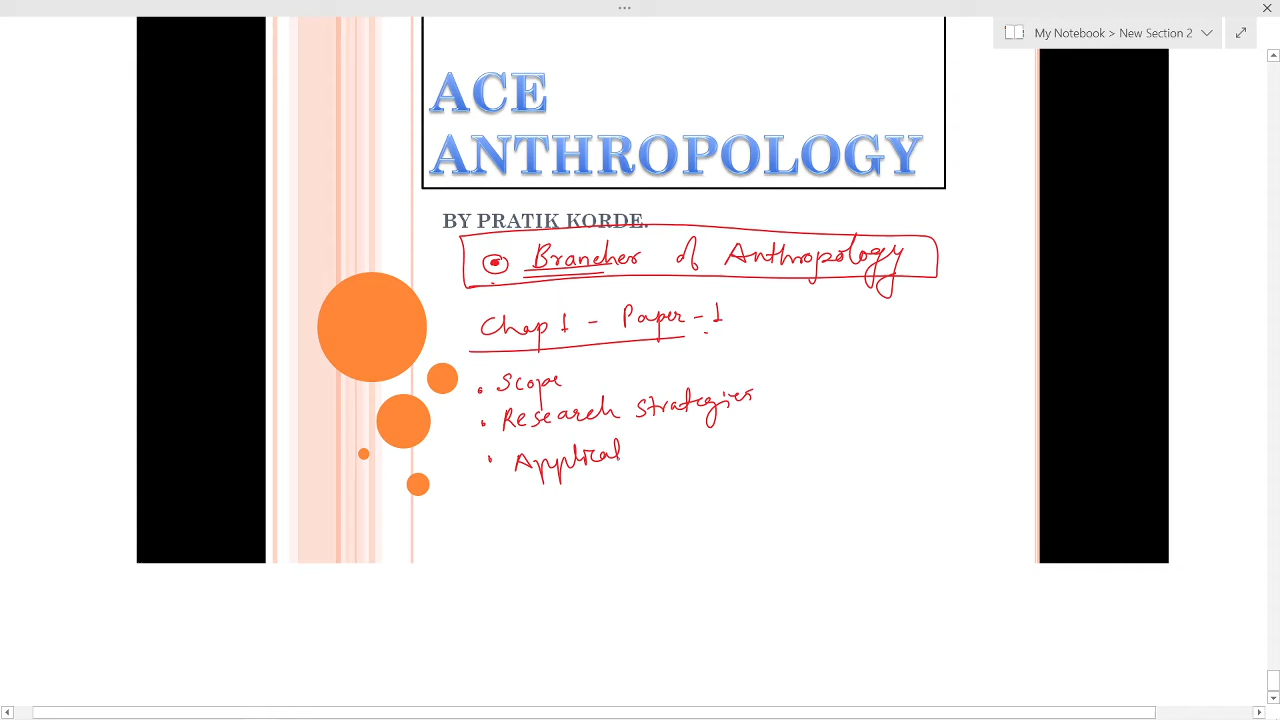 My Notebook > New Section 2
ACE
ANTHROPOLOGY
BY PRATIK KORDE.
Branches of Anthropology
Chap 1 - Paper - 1
• Scope
• Research strategies
• Applical